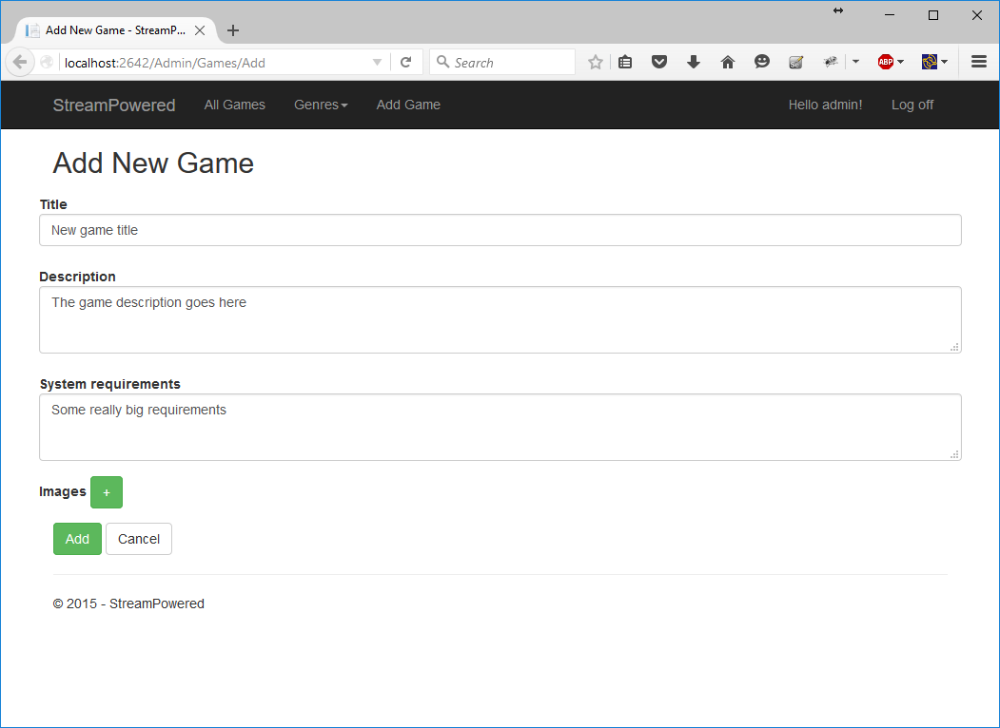 Add New Game - StreamP...
localhost:2642/Admin/Games/Add
Search
ABP
StreamPowered All Games Genres Add Game Hello admin! Log off
Add New Game
Title
New game title
Description
The game description goes here
System requirements
Some really big requirements
Images +
Add Cancel
© 2015 - StreamPowered